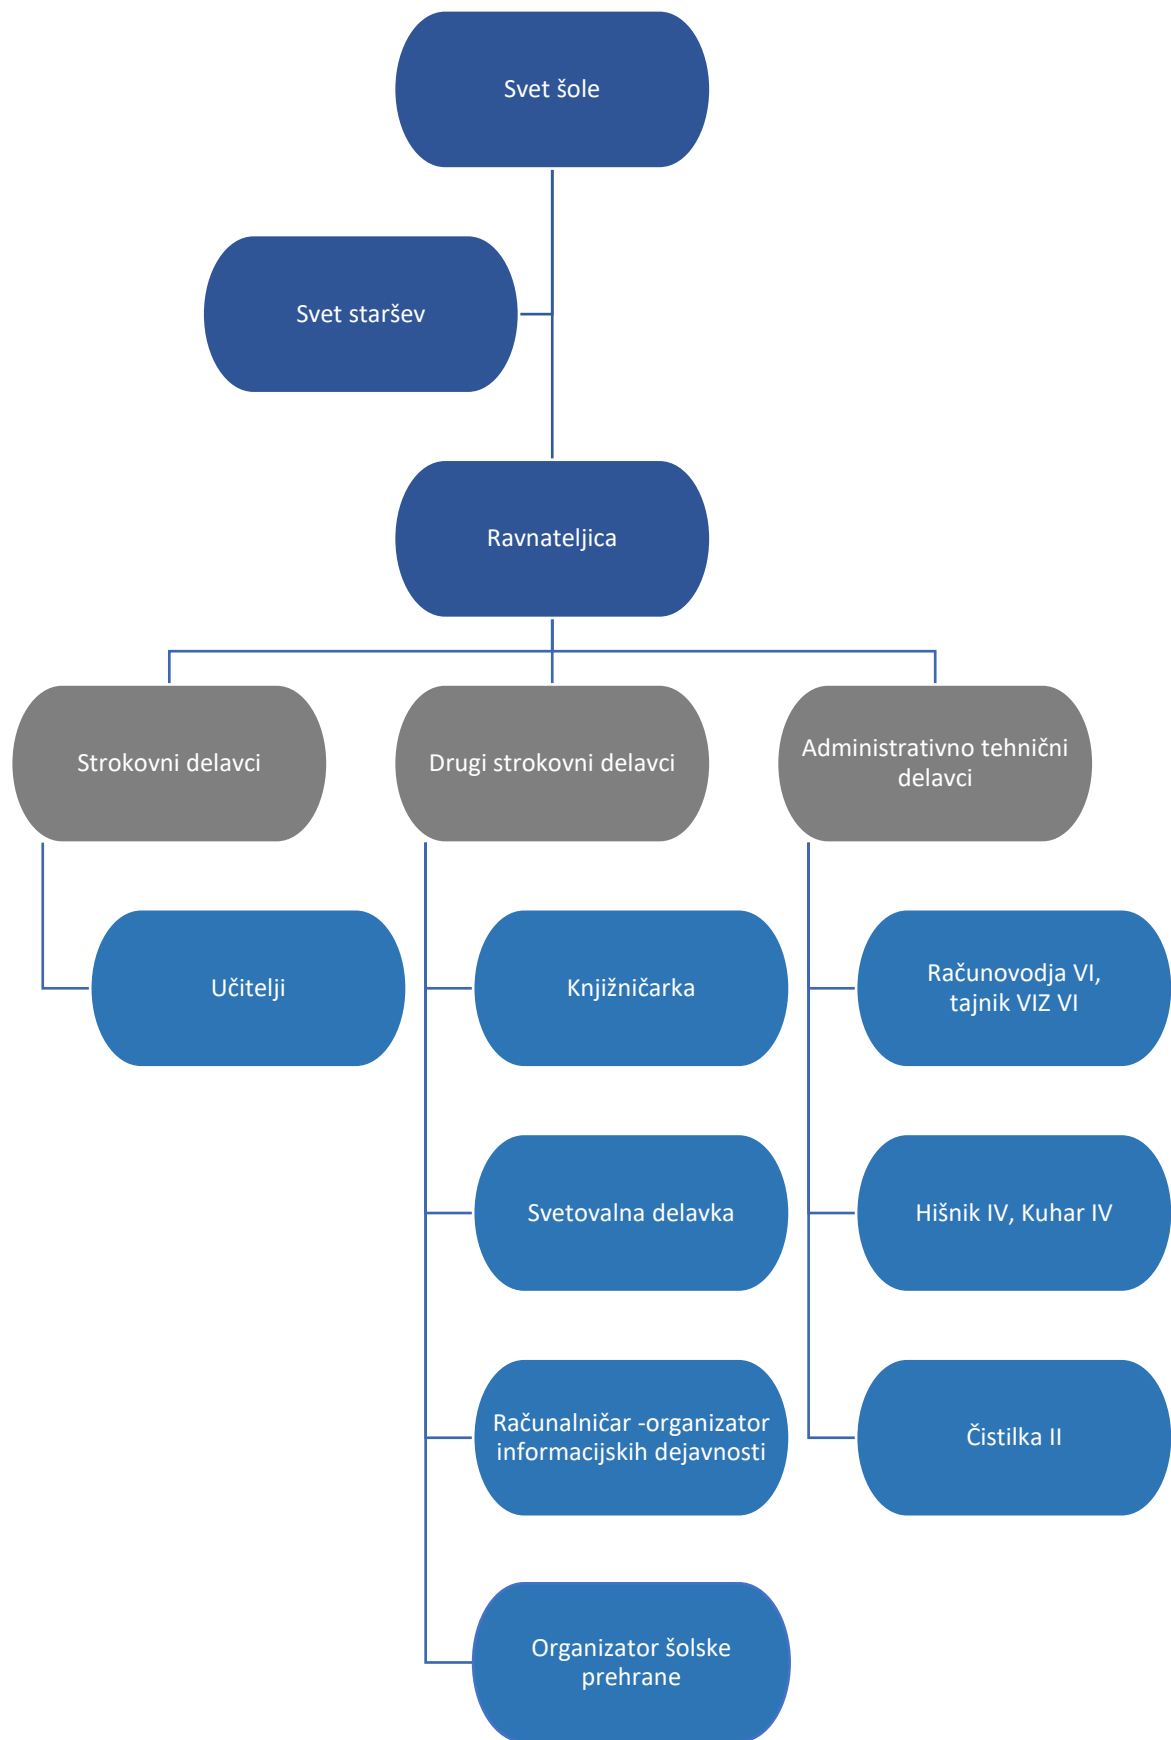 Svet šole
Svet staršev
Ravnateljica
Strokovni delavci
Drugi strokovni delavci
Administrativno tehnični
delavci
Učitelji
Knjižničarka
Računovodja VI,
tajnik VIZ VI
Svetovalna delavka
Hišnik IV, Kuhar IV
Računalničar -organizator
informacijskih dejavnosti
Čistilka II
Organizator šolske
prehrane